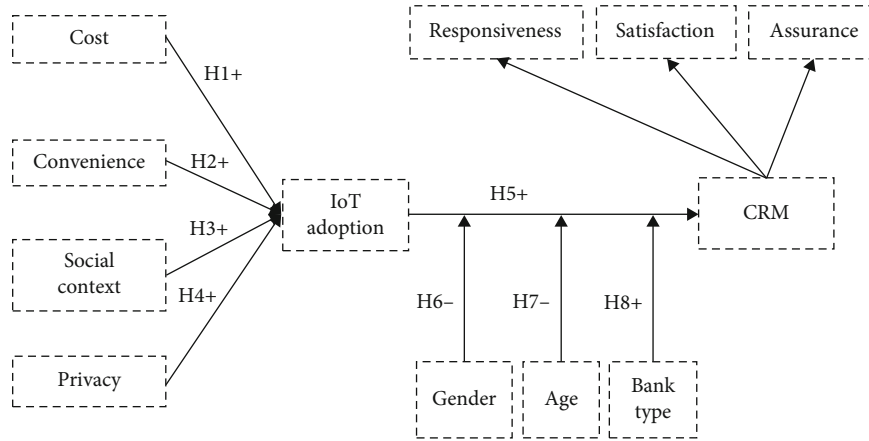 Cost
Responsiveness
Satisfaction
Assurance
H1+
Convenience
H2+
IoT
adoption
H5+
CRM
H3+
Social
context
H4+
H6–
H7–
H8+
Privacy
Gender
Age
Bank
type